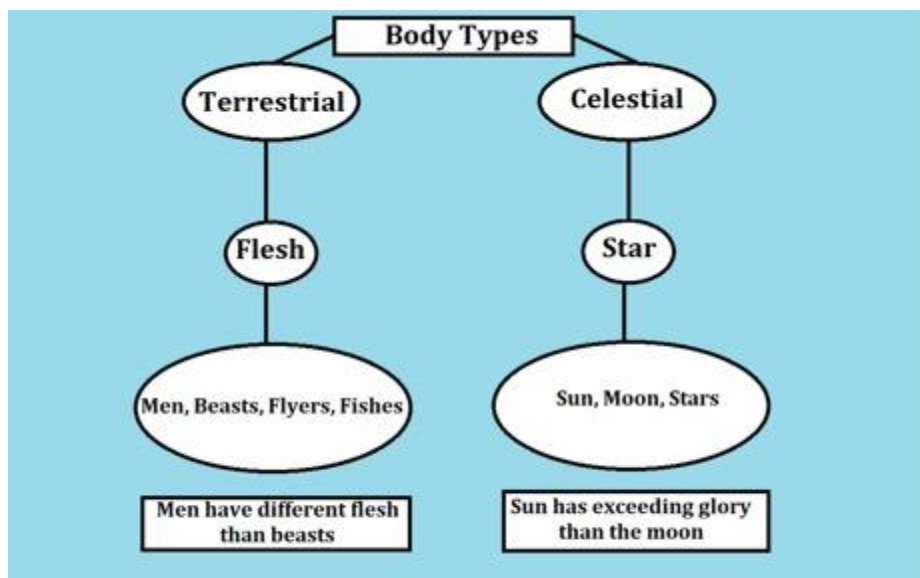 Body Types
Terrestrial
Celestial
Flesh
Star
Men, Beasts, Flyers, Fishes
Sun, Moon, Stars
Men have different flesh
than beasts
Sun has exceeding glory
than the moon